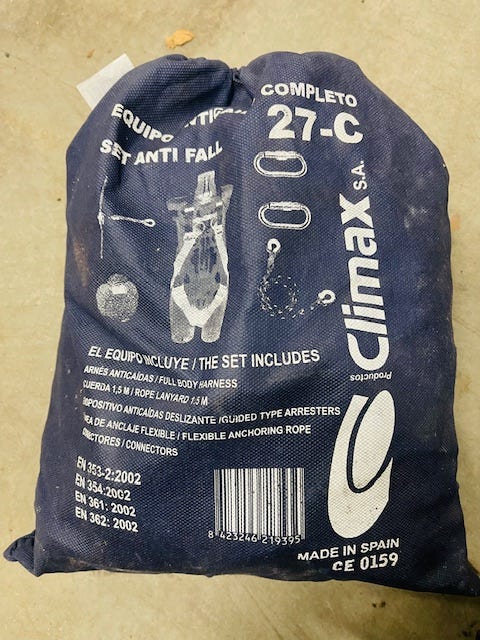 EQUIPO
SET ANTI FALL
COMPLETO
27-C
Productos Climax S.A.
EL EQUIPO INCLUYE / THE SET INCLUDES
ARNÉS ANTICAÍDAS / FULL BODY HARNESS
CUERDA 1,5 M / ROPE LANYARD 1.5 M
DISPOSITIVO ANTICAÍDAS DESLIZANTE /GUIDED TYPE ARRESTERS
DE ANCLAJE FLEXIBLE / FLEXIBLE ANCHORING ROPE
/ CONNECTORS
EN 353-2:2002
EN 354:2002
EN 361: 2002
EN 362: 2002
8 423246 219395
MADE IN SPAIN
CE 0159